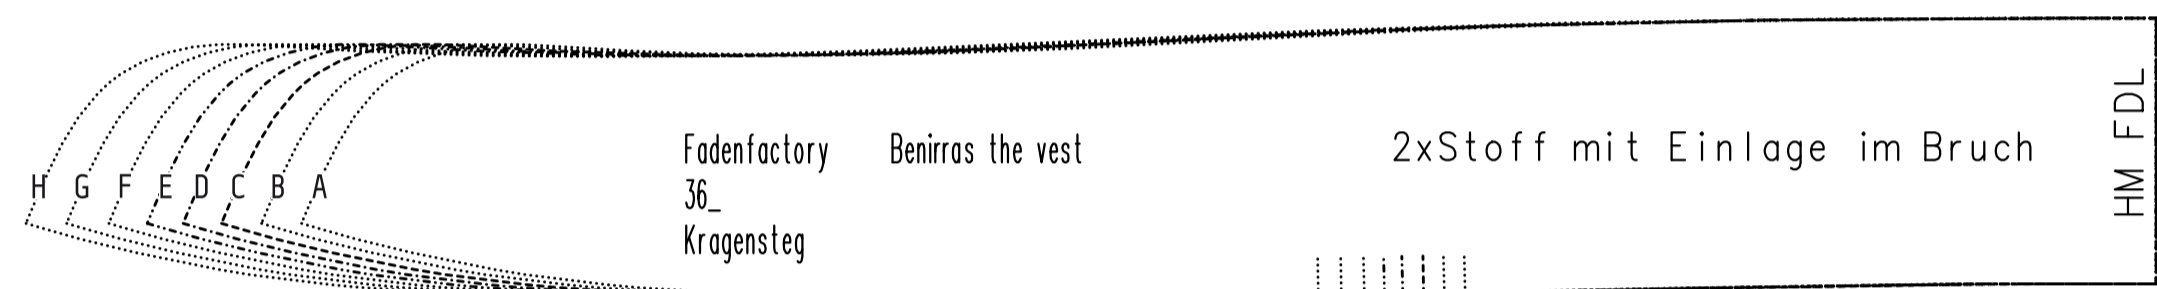 Fadenfactory Benirras the vest
36_
Kragensteg
2xStoff mit Einlage im Bruch
HM FDL
H G F E D C B A